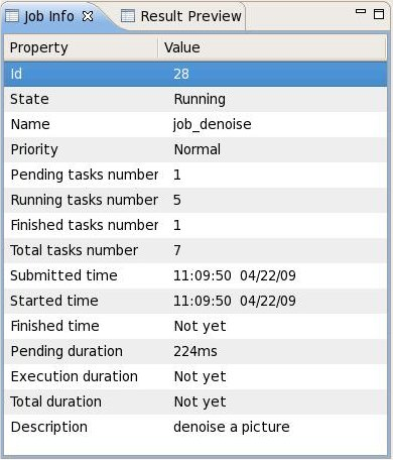 Job Info Result Preview
Property Value
Id 28
State Running
Name job_denoise
Priority Normal
Pending tasks number 1
Running tasks number 5
Finished tasks number 1
Total tasks number 7
Submitted time 11:09:50 04/22/09
Started time 11:09:50 04/22/09
Finished time Not yet
Pending duration 224ms
Execution duration Not yet
Total duration Not yet
Description denoise a picture